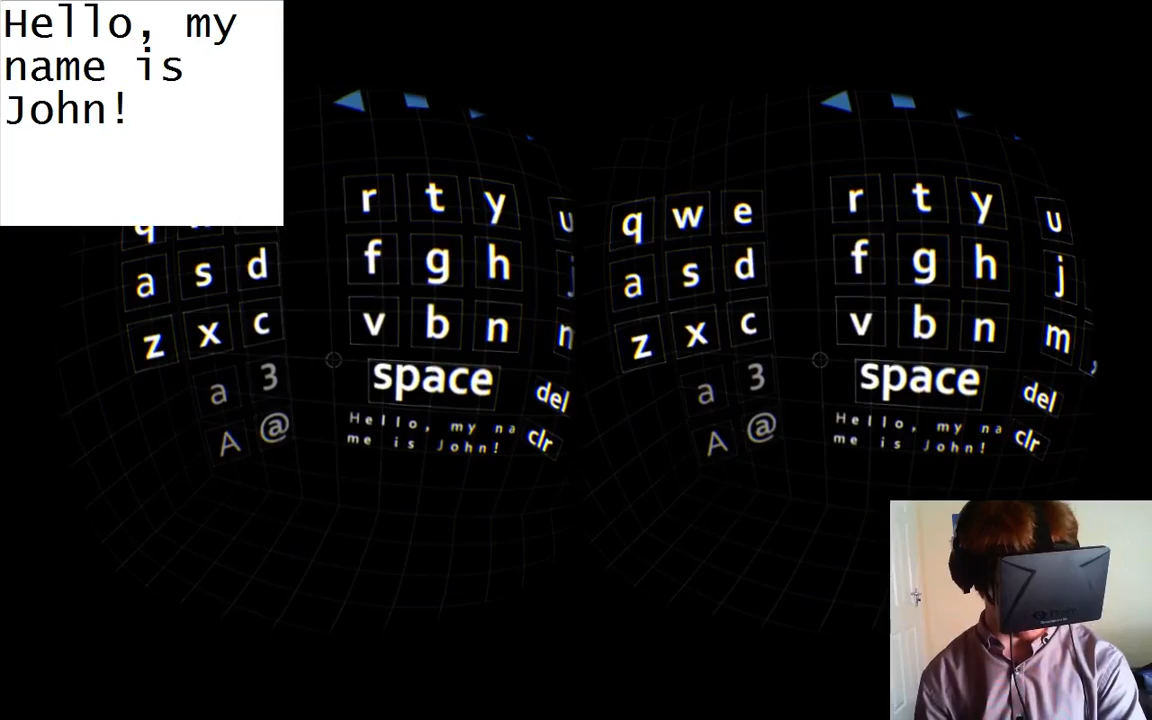 Hello, my
name is
John!
q
r t y u
a s d f g h j
z x c v b n m
a 3 space del
A @ Hello, my na clr
me is John!
q w e r t y u
a s d f g h j
z x c v b n m ,
a 3 space del
A @ Hello, my na clr
me is John!